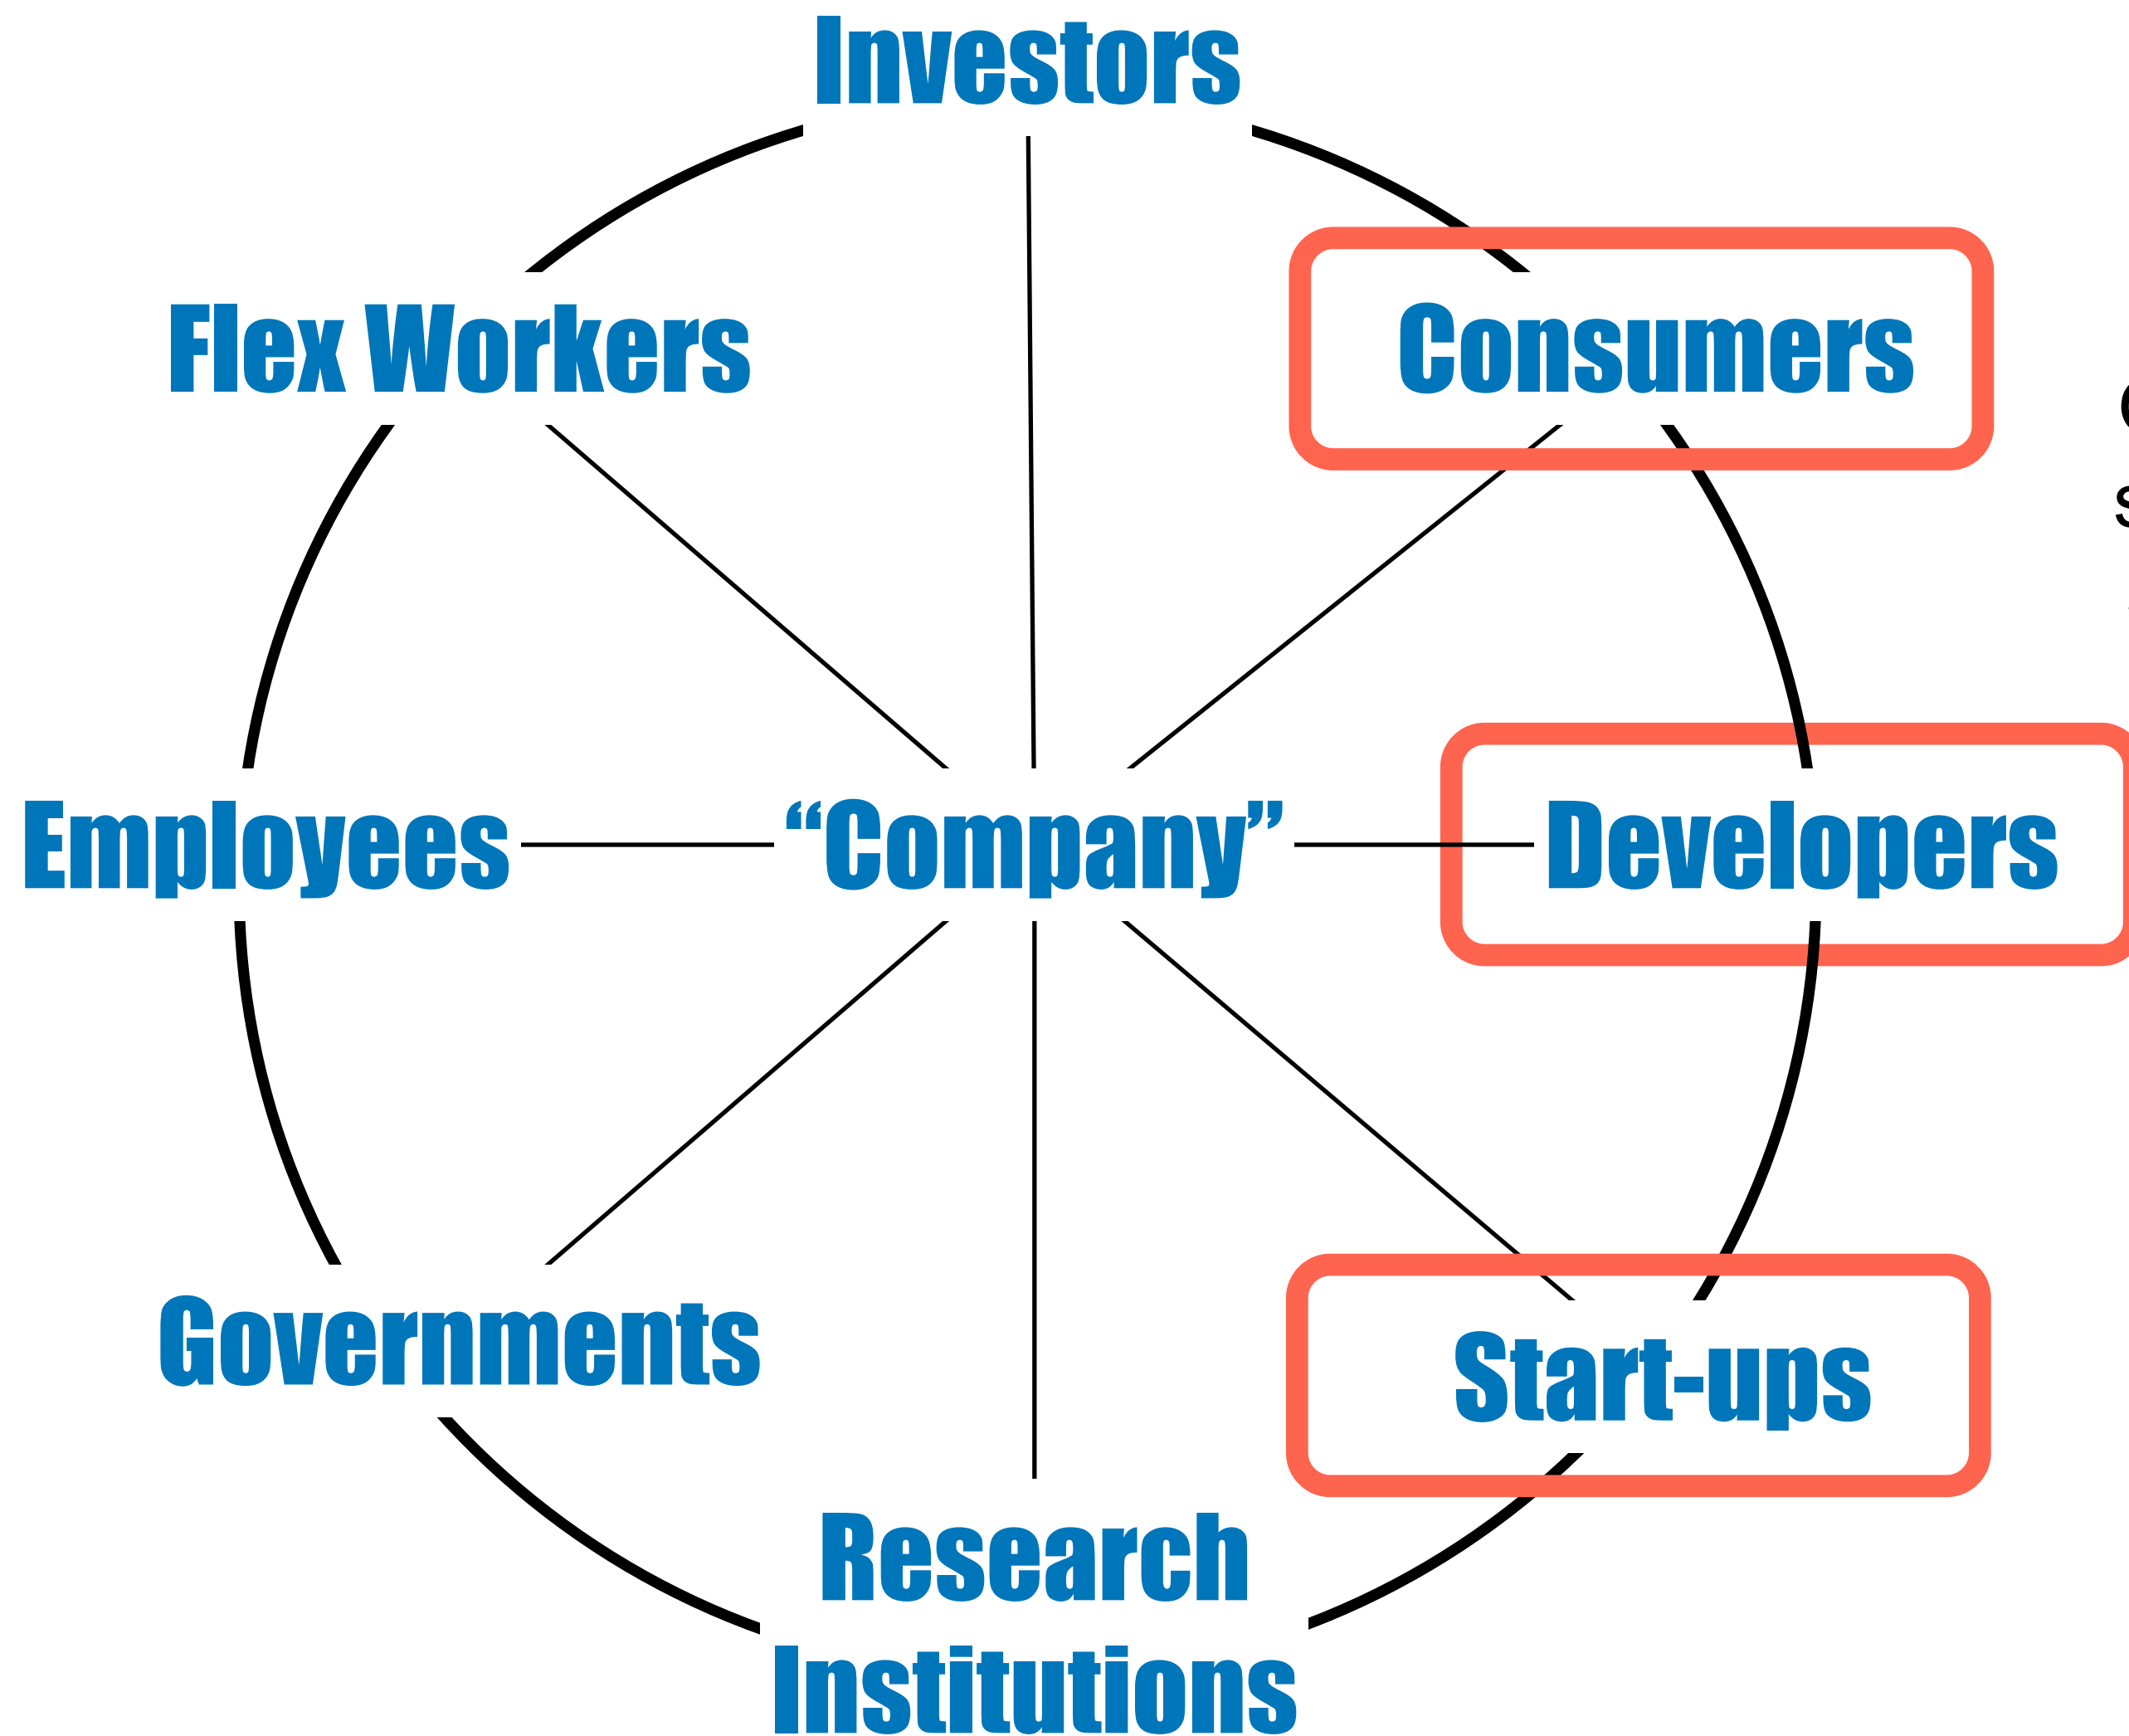 Investors
Flex Workers
Consumers
Employees
“Company”
Developers
Governments
Start-ups
Research
Institutions